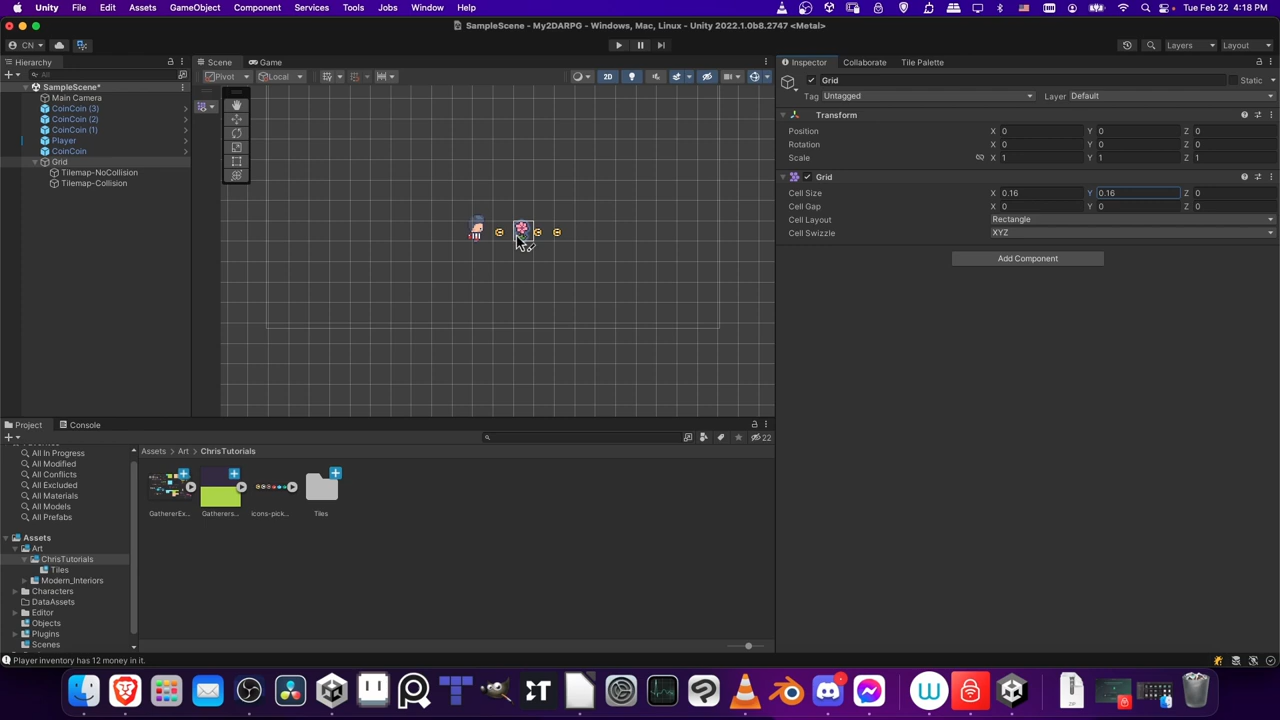 Unity File Edit Assets GameObject Component Services Tools Jobs Window Help Tue Feb 22 4:18 PM
SampleScene - My2DARPG - Windows, Mac, Linux - Unity 2022.1.0b8.2747 <Metal>
CN Layers Layout
Hierarchy Scene Game Inspector Collaborate Tile Palette
All Pivot Local 2D Grid Static
SampleScene*
Main Camera Tag Untagged Layer Default
CoinCoin (3) Transform
CoinCoin (2)
CoinCoin (1) Position X 0 Y 0 Z 0
Player Rotation X 0 Y 0 Z 0
CoinCoin Scale X 1 Y 1 Z 1
Grid
Tilemap-NoCollision Grid
Tilemap-Collision Cell Size X 0.16 Y 0.16 Z 0
Cell Gap X 0 Y 0 Z 0
Cell Layout Rectangle
Cell Swizzle XYZ
Add Component
Project Console
22
Favorites Assets Art ChrisTutorials
All In Progress
All Modified
All Conflicts
All Excluded
All Materials
All Models
All Prefabs
GathererEx... Gatherers... icons-pick... Tiles
Assets
Art
ChrisTutorials
Tiles
Modern_Interiors
Characters
DataAssets
Editor
Objects
Plugins
Scenes
Player inventory has 12 money in it.